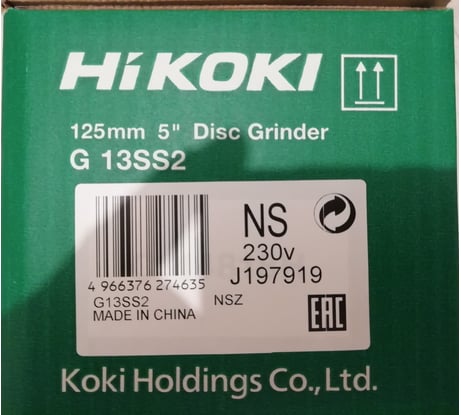 HiKOKI
125mm 5" Disc Grinder
G 13SS2
NS
230v
J197919
4 966376 274635
G13SS2 NSZ
MADE IN CHINA
EAC
Koki Holdings Co.,Ltd.